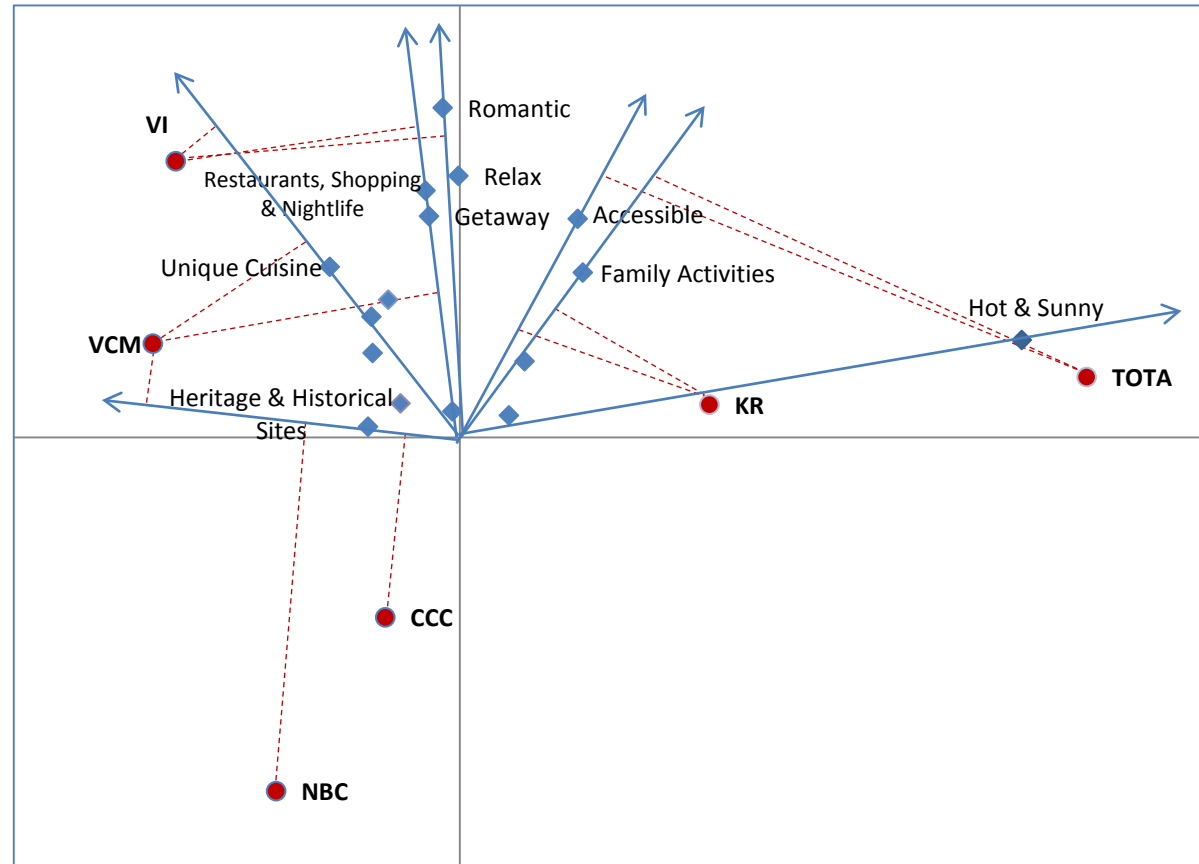 Romantic
VI
Relax
Restaurants, Shopping
& Nightlife
Getaway
Accessible
Unique Cuisine
Family Activities
Hot & Sunny
VCM
TOTA
Heritage & Historical
Sites
KR
CCC
NBC